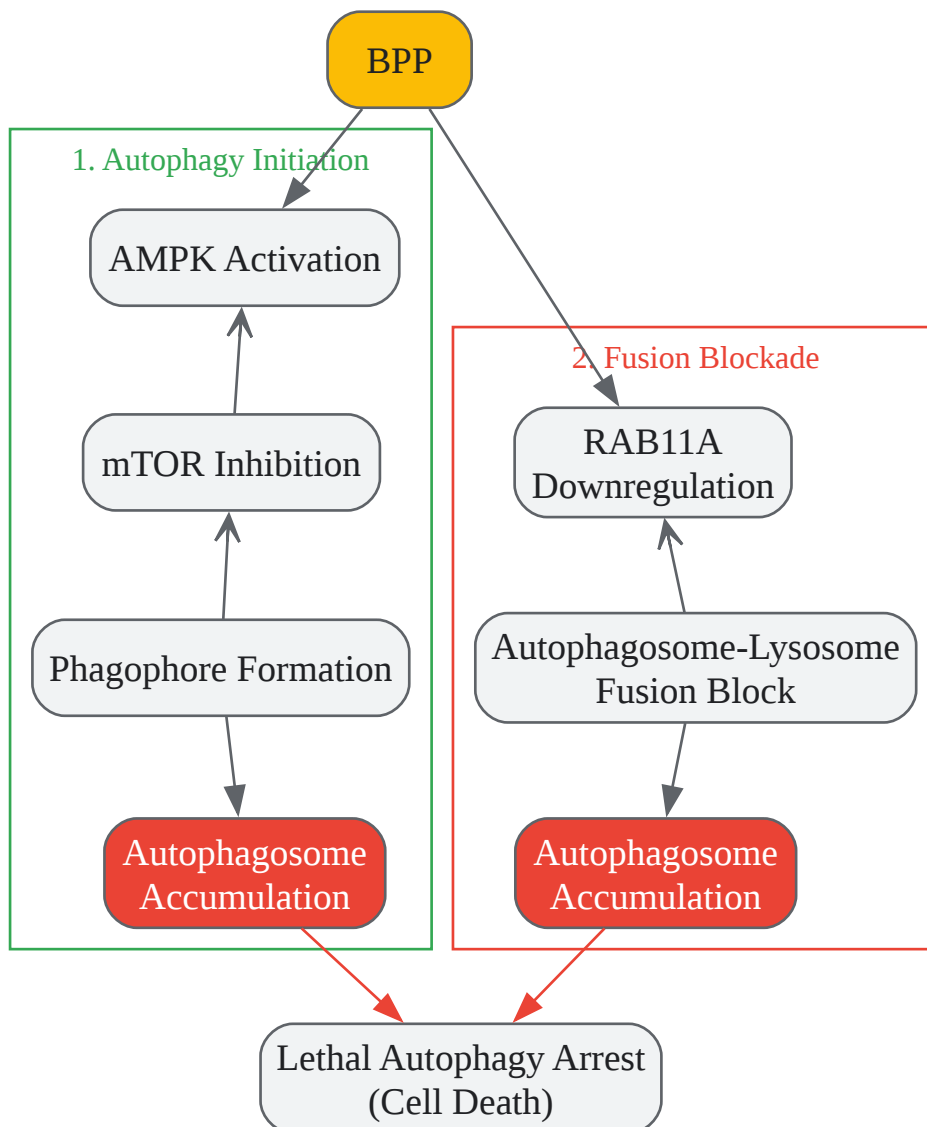 BPP
1. Autophagy Initiation
AMPK Activation
mTOR Inhibition
Phagophore Formation
Autophagosome
Accumulation
2. Fusion Blockade
RAB11A
Downregulation
Autophagosome-Lysosome
Fusion Block
Autophagosome
Accumulation
Lethal Autophagy Arrest
(Cell Death)